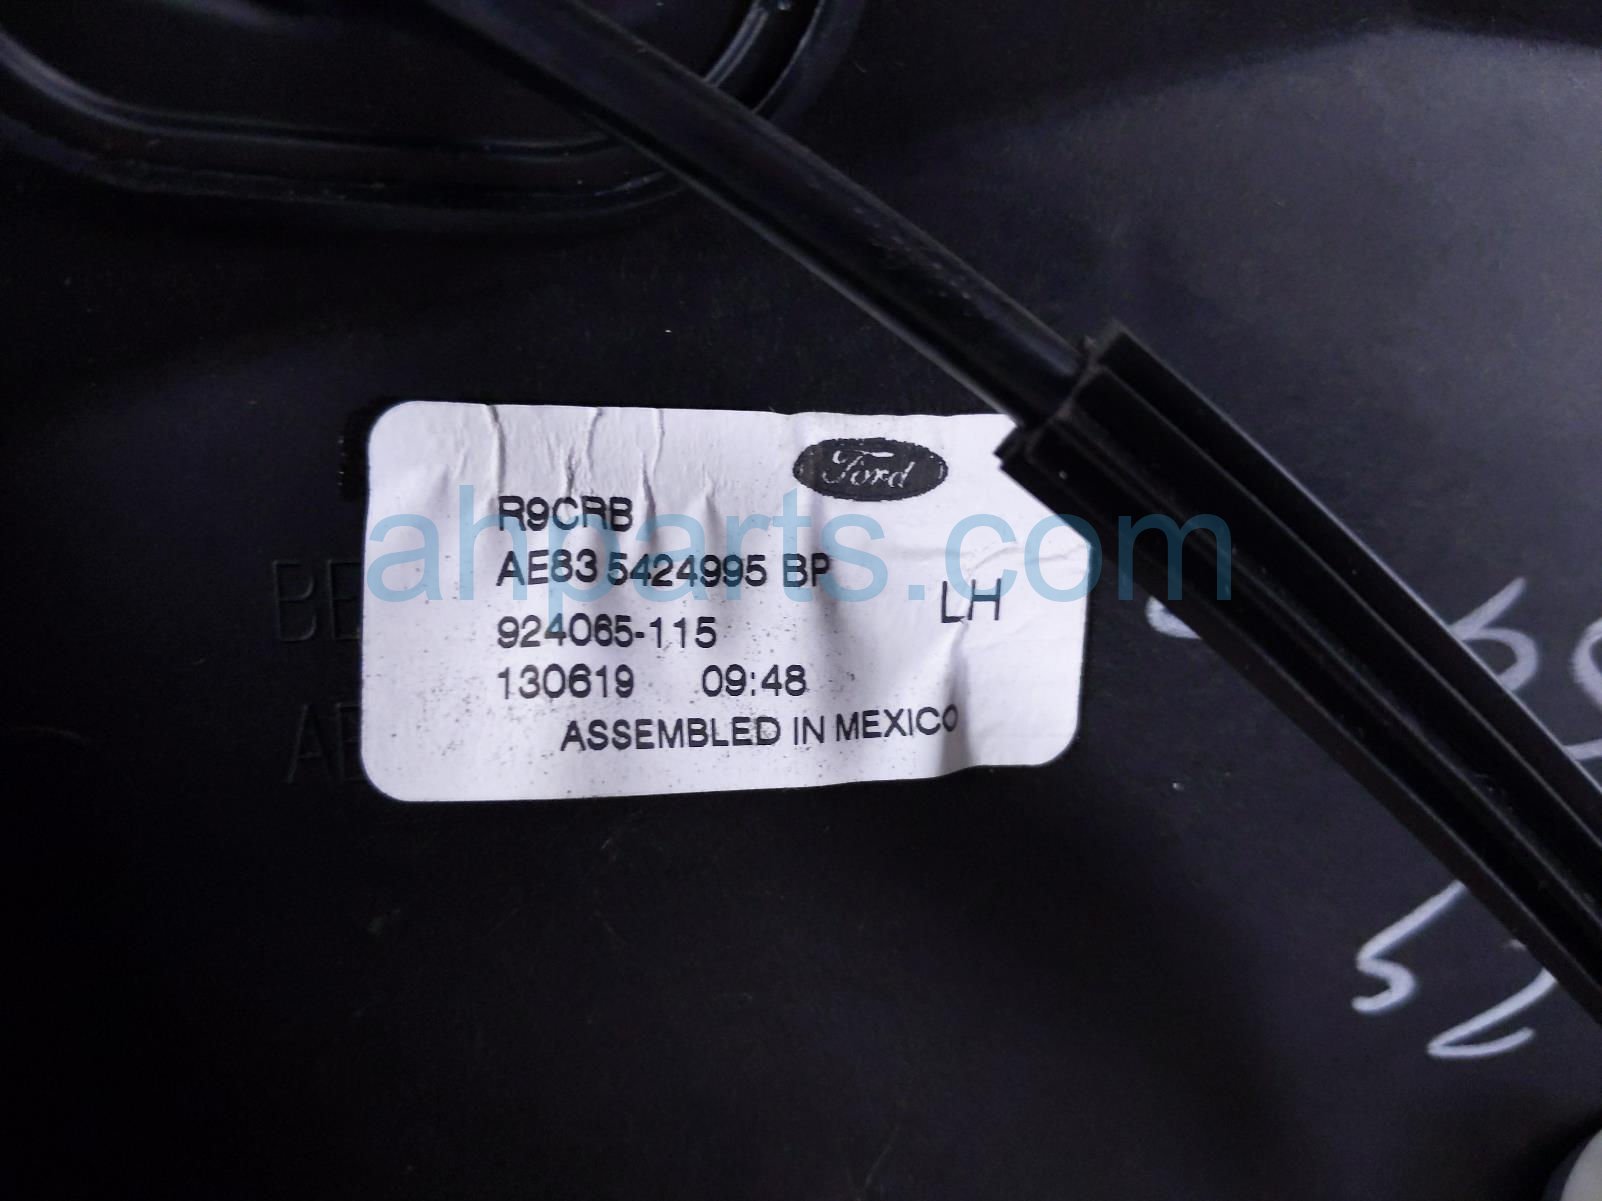 Ford
R9CRB
AE83 5424995 BP
LH
924065-115
130619 09:48
ASSEMBLED IN MEXICO
ahparts.com